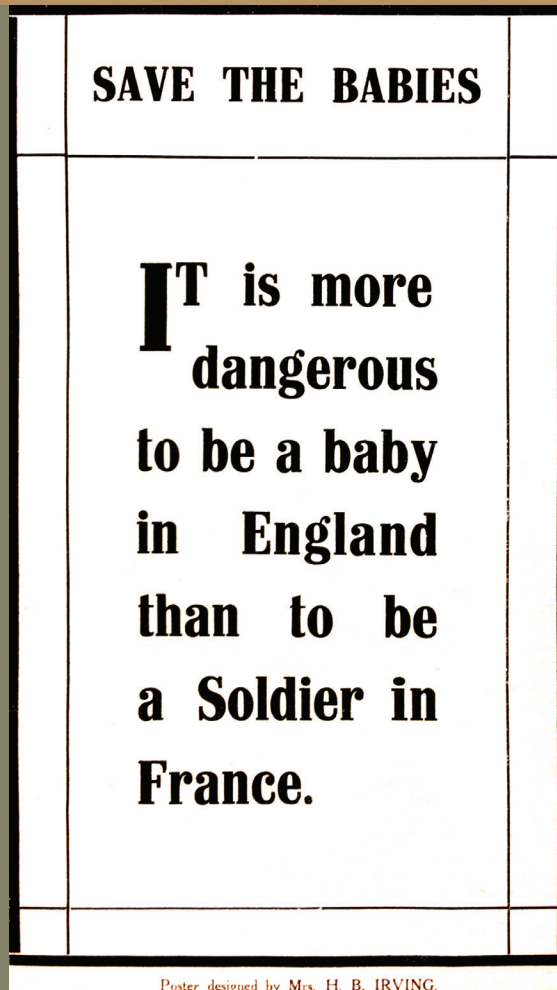 SAVE THE BABIES
IT is more
dangerous
to be a baby
in England
than to be
a Soldier in
France.
Poster designed by Mrs. H. B. IRVING.